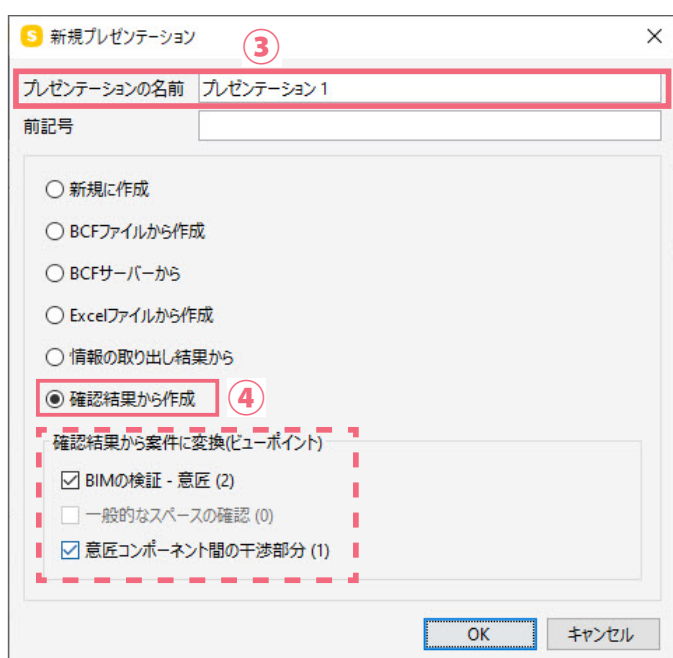 S 新規プレゼンテーション
③
プレゼンテーションの名前 プレゼンテーション 1
前記号
新規に作成
BCFファイルから作成
BCFサーバーから
Excelファイルから作成
情報の取り出し結果から
確認結果から作成 ④
確認結果から案件に変換(ビューポイント)
BIMの検証 - 意匠 (2)
一般的なスペースの確認 (0)
意匠コンポーネント間の干渉部分 (1)
OK キャンセル